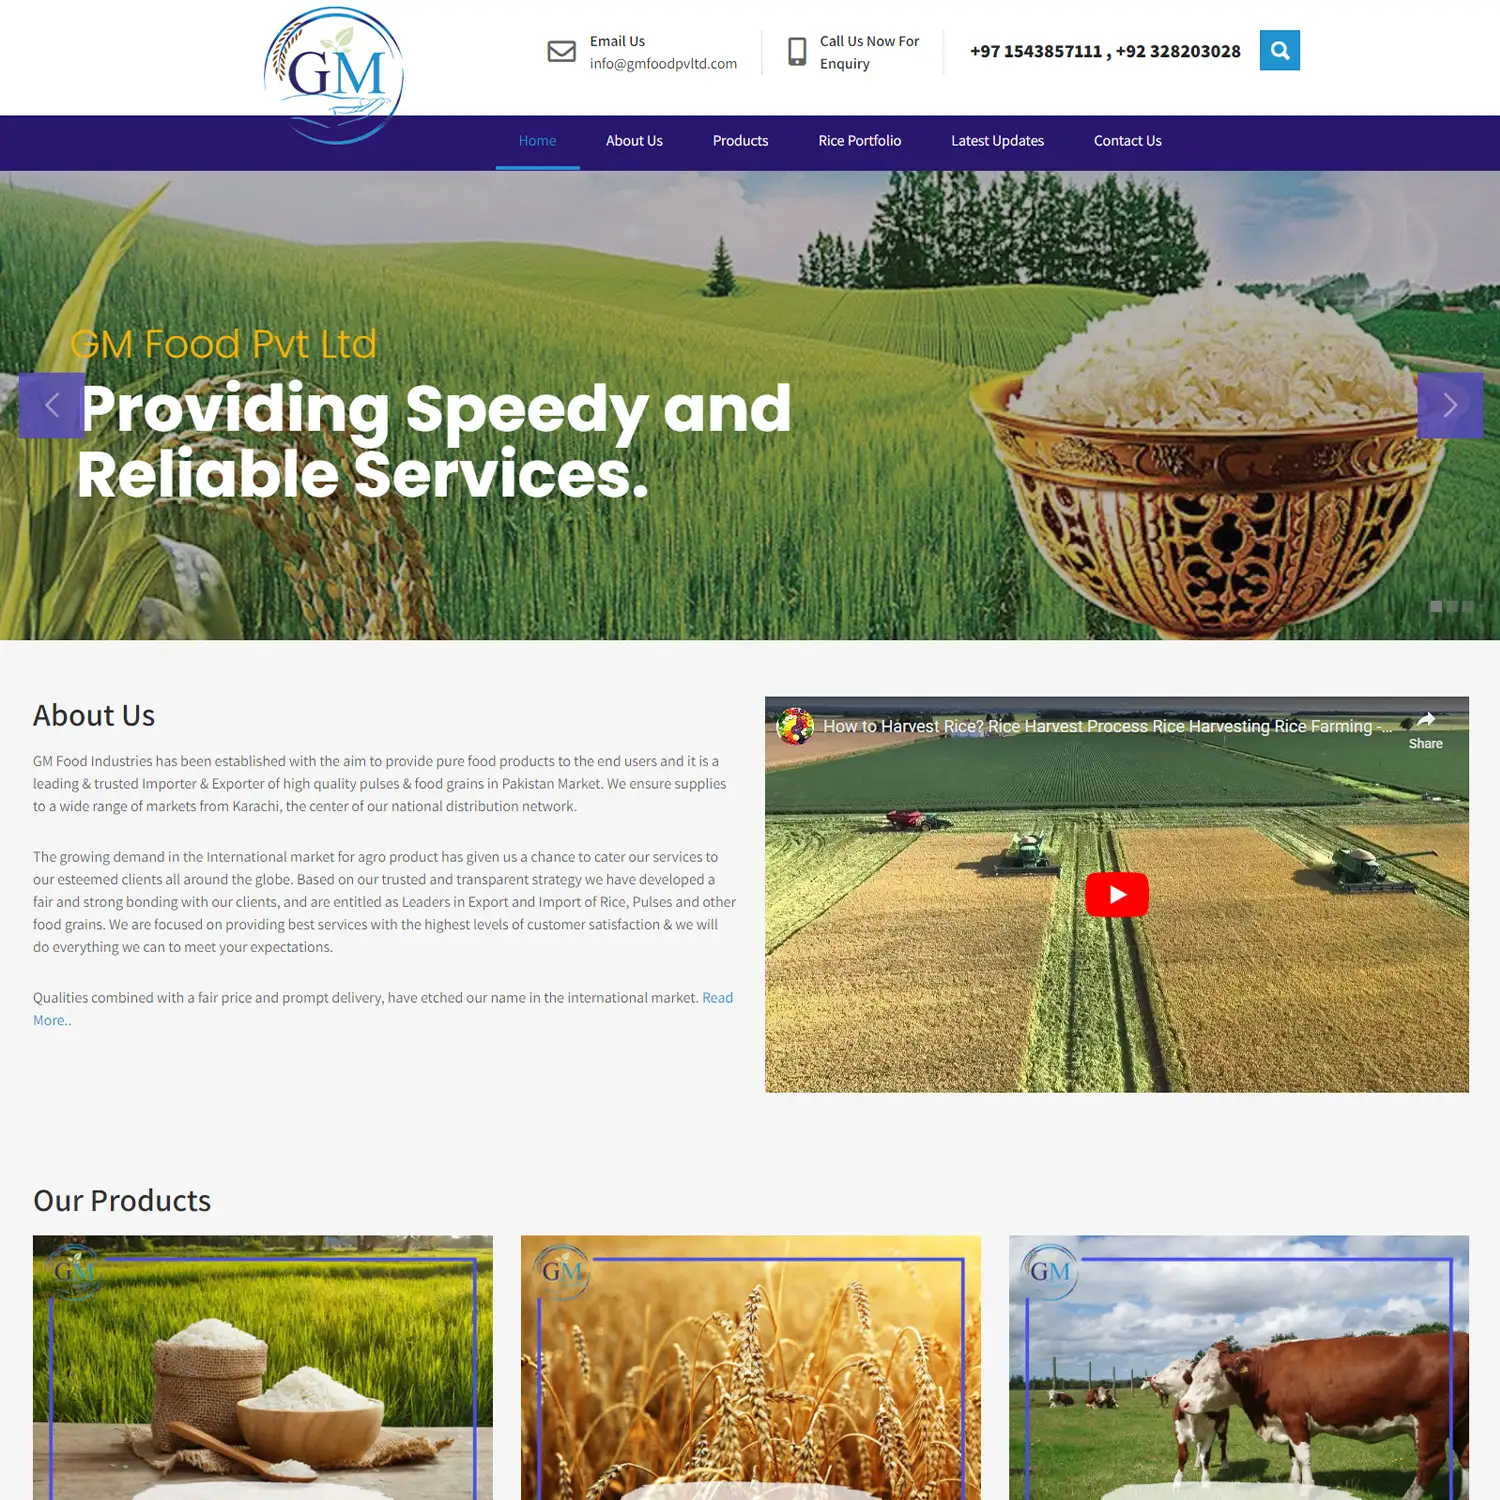 GM
Email Us
info@gmfoodpvltd.com
Call Us Now For
Enquiry
+97 1543857111 , +92 328203028
Home
About Us
Products
Rice Portfolio
Latest Updates
Contact Us
GM Food Pvt Ltd
Providing Speedy and
Reliable Services.
About Us
GM Food Industries has been established with the aim to provide pure food products to the end users and it is a
leading & trusted Importer & Exporter of high quality pulses & food grains in Pakistan Market. We ensure supplies
to a wide range of markets from Karachi, the center of our national distribution network.
The growing demand in the International market for agro product has given us a chance to cater our services to
our esteemed clients all around the globe. Based on our trusted and transparent strategy we have developed a
fair and strong bonding with our clients, and are entitled as Leaders in Export and Import of Rice, Pulses and other
food grains. We are focused on providing best services with the highest levels of customer satisfaction & we will
do everything we can to meet your expectations.
Qualities combined with a fair price and prompt delivery, have etched our name in the international market. Read
More..
How to Harvest Rice? Rice Harvest Process Rice Harvesting Rice Farming -...
Share
Our Products
GM
GM
GM